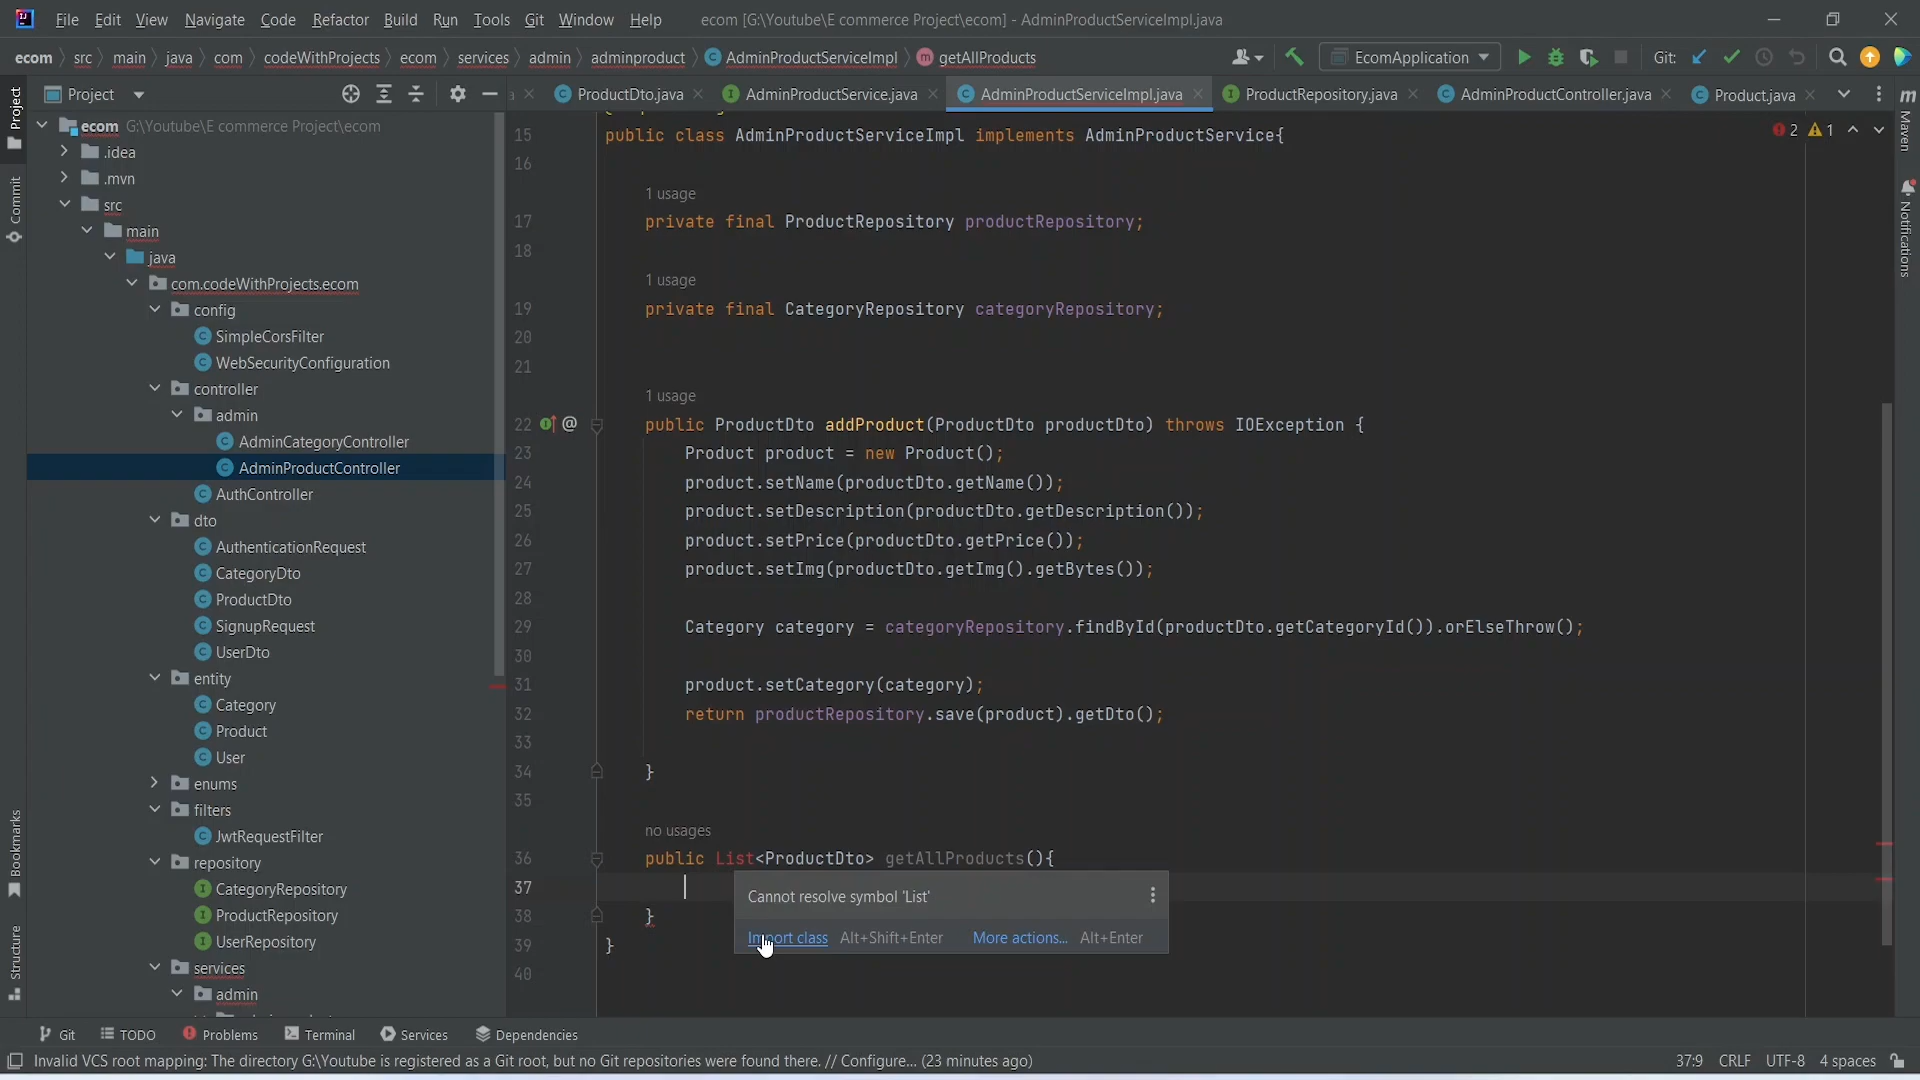 File Edit View Navigate Code Refactor Build Run Tools Git Window Help ecom [G:\Youtube\E commerce Project\ecom] - AdminProductServiceImpl.java
ecom src main java com codeWithProjects ecom services admin adminproduct AdminProductServiceImpl getAllProducts EcomApplication Git:
Project ProductDto.java AdminProductService.java AdminProductServiceImpl.java ProductRepository.java AdminProductController.java Product.java
Project
Commit
Bookmarks
Structure
ecom G:\Youtube\E commerce Project\ecom
.idea
.mvn
src
main
java
com.codeWithProjects.ecom
config
SimpleCorsFilter
WebSecurityConfiguration
controller
admin
AdminCategoryController
AdminProductController
AuthController
dto
AuthenticationRequest
CategoryDto
ProductDto
SignupRequest
UserDto
entity
Category
Product
User
enums
filters
JwtRequestFilter
repository
CategoryRepository
ProductRepository
UserRepository
services
admin
15 public class AdminProductServiceImpl implements AdminProductService{
16
1 usage
17 private final ProductRepository productRepository;
18
1 usage
19 private final CategoryRepository categoryRepository;
20
21
1 usage
22 @ public ProductDto addProduct(ProductDto productDto) throws IOException {
23 Product product = new Product();
24 product.setName(productDto.getName());
25 product.setDescription(productDto.getDescription());
26 product.setPrice(productDto.getPrice());
27 product.setImg(productDto.getImg().getBytes());
28
29 Category category = categoryRepository.findById(productDto.getCategoryId()).orElseThrow();
30
31 product.setCategory(category);
32 return productRepository.save(product).getDto();
33
34 }
35
no usages
36 public List<ProductDto> getAllProducts(){
37
38 }
39 }
40
Cannot resolve symbol 'List'
Import class Alt+Shift+Enter More actions... Alt+Enter
2 1
m
Maven
Notifications
Git TODO Problems Terminal Services Dependencies
Invalid VCS root mapping: The directory G:\Youtube is registered as a Git root, but no Git repositories were found there. // Configure... (23 minutes ago) 37:9 CRLF UTF-8 4 spaces